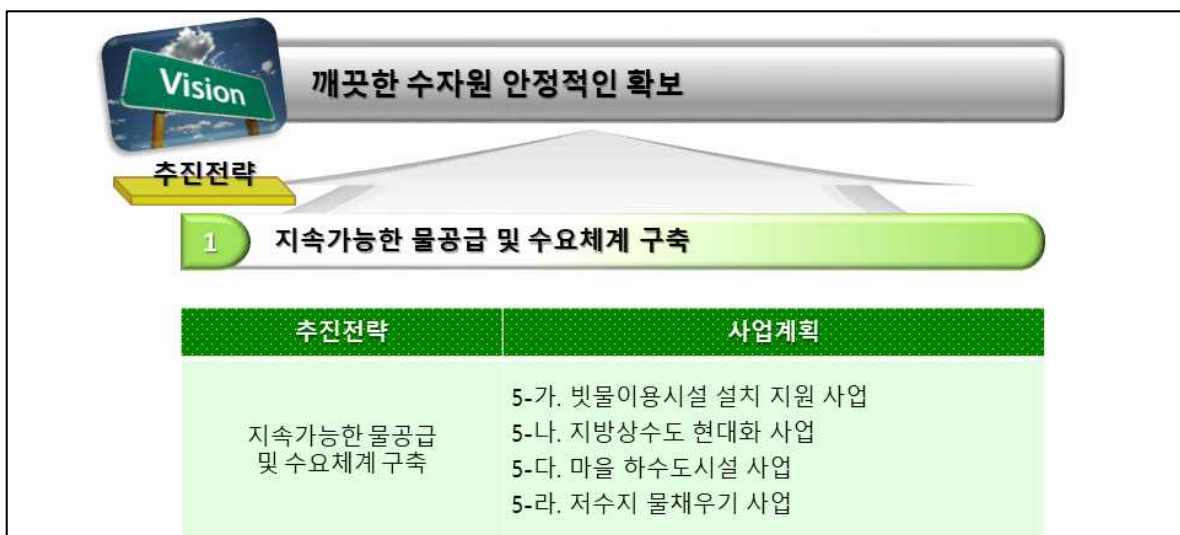 Vision
깨끗한 수자원 안정적인 확보
추진전략
1
지속가능한 물공급 및 수요체계 구축
추진전략
사업계획
지속가능한 물공급
및 수요체계 구축
5-가. 빗물이용시설 설치 지원 사업
5-나. 지방상수도 현대화 사업
5-다. 마을 하수도시설 사업
5-라. 저수지 물채우기 사업